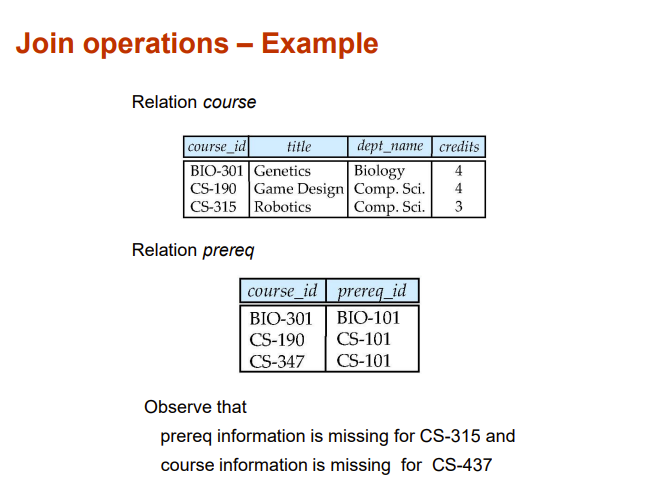 Join operations – Example
Relation course
course_id title dept_name credits
BIO-301 Genetics Biology 4
CS-190 Game Design Comp. Sci. 4
CS-315 Robotics Comp. Sci. 3
Relation prereq
course_id prereq_id
BIO-301 BIO-101
CS-190 CS-101
CS-347 CS-101
Observe that
prereq information is missing for CS-315 and
course information is missing for CS-437